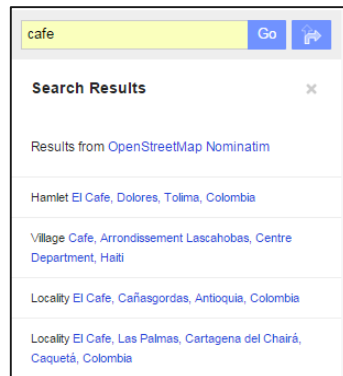 cafe
Go
Search Results
×
Results from OpenStreetMap Nominatim
Hamlet El Cafe, Dolores, Tolima, Colombia
Village Cafe, Arrondissement Lascahobas, Centre
Department, Haiti
Locality El Cafe, Cañasgordas, Antioquia, Colombia
Locality El Cafe, Las Palmas, Cartagena del Chairá,
Caquetá, Colombia